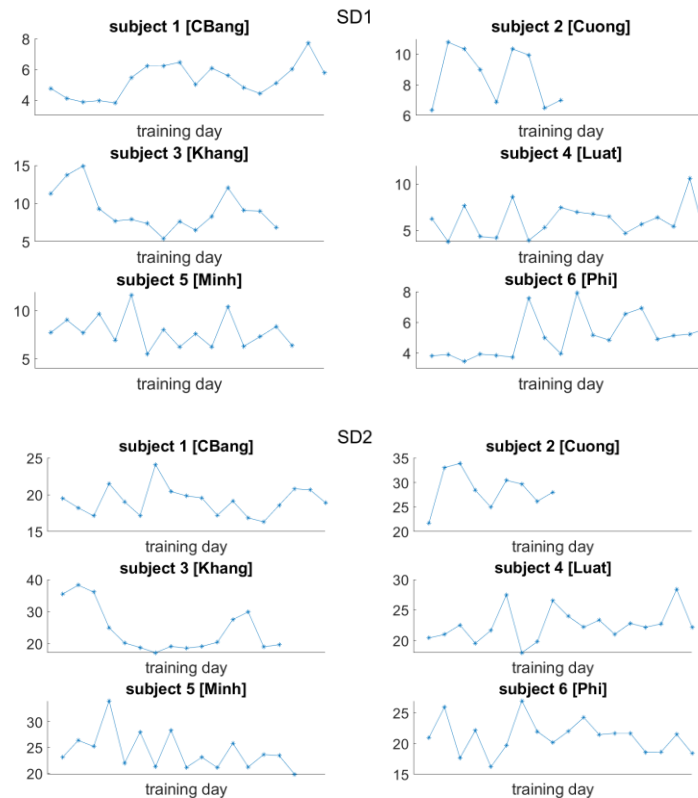 SD1
subject 1 [CBang]
6
4
training day
subject 2 [Cuong]
10
8
6
training day
subject 3 [Khang]
15
10
5
training day
subject 4 [Luat]
10
5
training day
subject 5 [Minh]
10
5
training day
subject 6 [Phi]
8
6
4
training day
SD2
subject 1 [CBang]
25
20
15
training day
subject 2 [Cuong]
35
30
25
20
training day
subject 3 [Khang]
40
30
20
training day
subject 4 [Luat]
30
25
20
training day
subject 5 [Minh]
30
25
20
training day
subject 6 [Phi]
25
20
15
training day